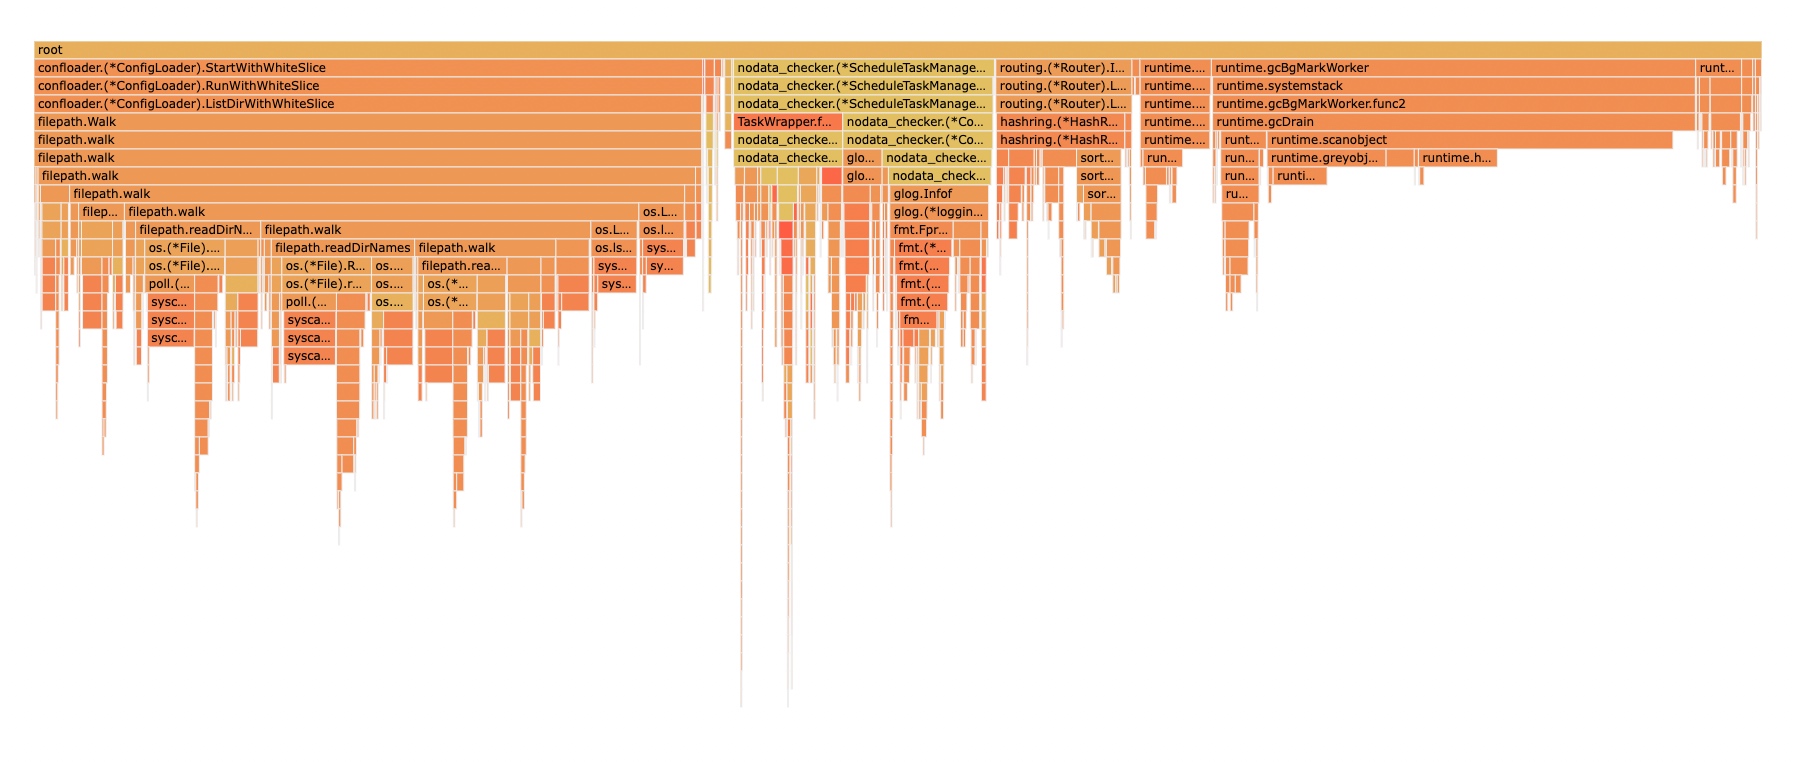 root
confloader.(*ConfigLoader).StartWithWhiteSlice nodata_checker.(*ScheduleTaskManage... routing.(*Router).I... runtime.... runtime.gcBgMarkWorker runt...
confloader.(*ConfigLoader).RunWithWhiteSlice nodata_checker.(*ScheduleTaskManage... routing.(*Router).L... runtime.... runtime.systemstack
confloader.(*ConfigLoader).ListDirWithWhiteSlice nodata_checker.(*ScheduleTaskManage... routing.(*Router).L... runtime.... runtime.gcBgMarkWorker.func2
filepath.Walk TaskWrapper.f... nodata_checker.(*Co... hashring.(*HashR... runtime.... runtime.gcDrain
filepath.walk nodata_checke... nodata_checker.(*Co... hashring.(*HashR... runtime.... runt... runtime.scanobject
filepath.walk nodata_checke... glo... nodata_checke... sort... run... run... runtime.greyobj... runtime.h...
filepath.walk glo... nodata_check... sort... run... runti...
filepath.walk glog.Infof sor... ru...
filep... filepath.walk os.L... glog.(*loggin...
filepath.readDirN... filepath.walk os.L... os.l... fmt.Fpr...
os.(*File).... filepath.readDirNames filepath.walk os.ls... sys... fmt.(*...
os.(*File).... os.(*File).R... os.... filepath.rea... sys... sy... fmt.(...
poll.(... os.(*File).r... os.... os.(*... sys... fmt.(...
sysc... poll.(... os.... os.(*... fmt.(...
sysc... sysca... fm...
sysc... sysca...
sysca...